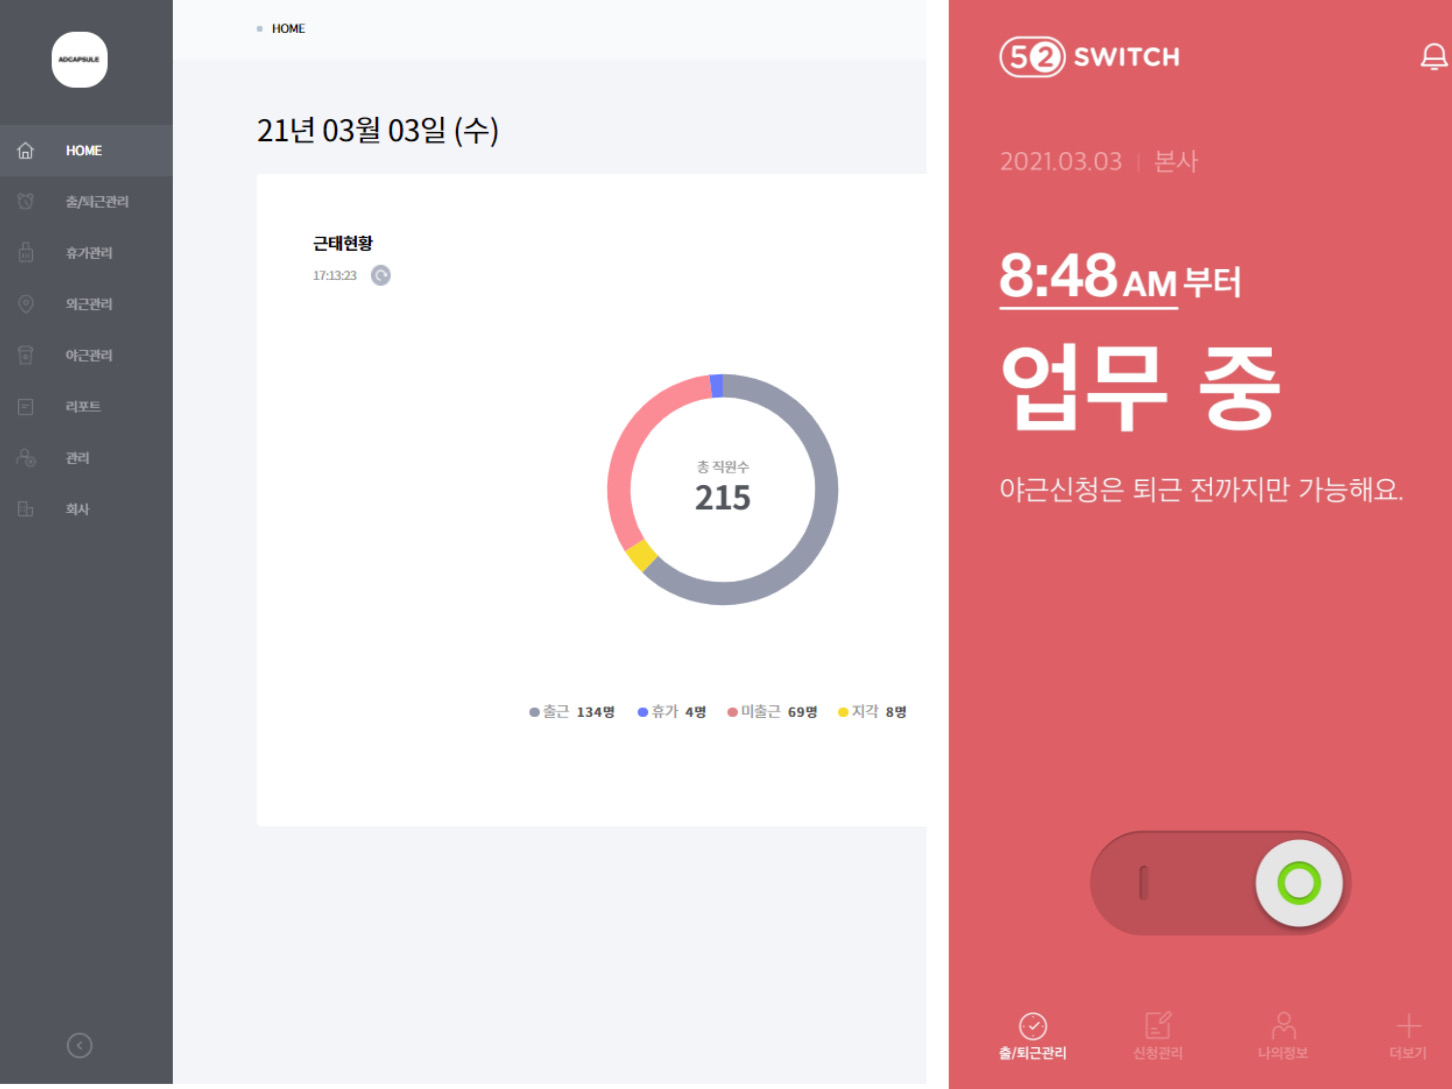 ADCAPSULE
HOME
출/퇴근관리
휴가관리
외근관리
야근관리
리포트
관리
회사
HOME
21년 03월 03일 (수)
근태현황
17:13:23
총 직원수
215
출근 134명 휴가 4명 미출근 69명 지각 8명
52 SWITCH
2021.03.03 | 본사
8:48 AM 부터
업무 중
야근신청은 퇴근 전까지만 가능해요.
출/퇴근관리 신청관리 나의정보 더보기